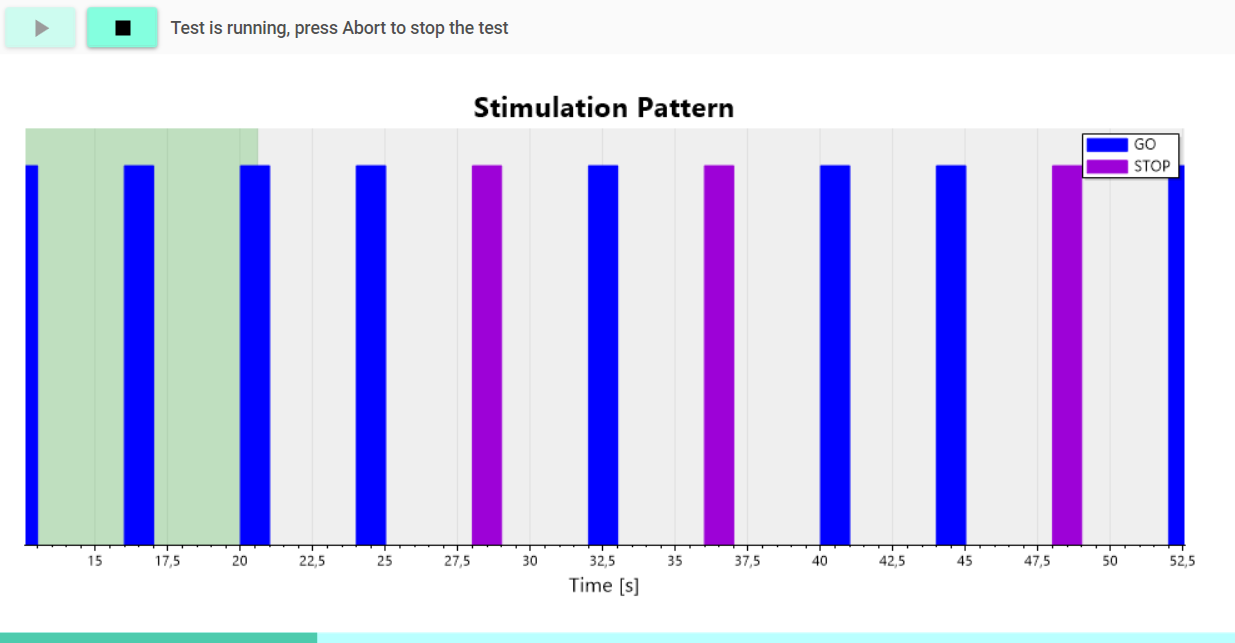 Test is running, press Abort to stop the test
Stimulation Pattern
GO
STOP
15 17,5 20 22,5 25 27,5 30 32,5 35 37,5 40 42,5 45 47,5 50 52,5
Time [s]